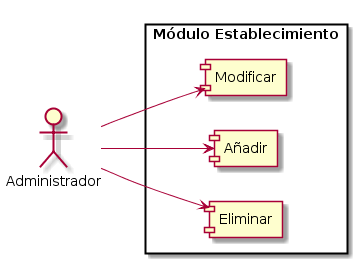 Módulo Establecimiento
Modificar
Añadir
Administrador
Eliminar